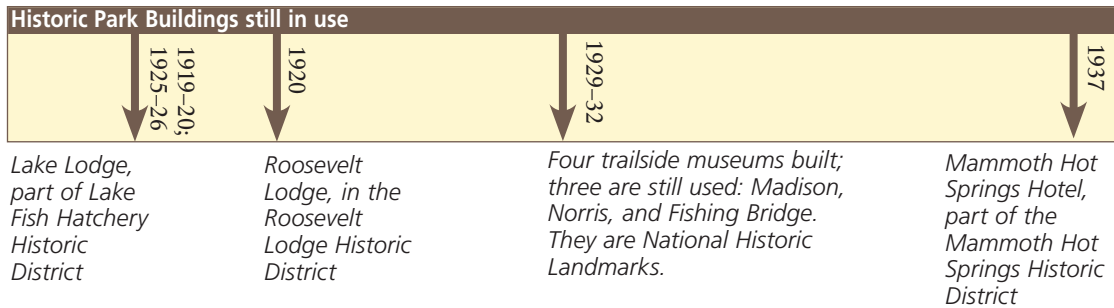 Historic Park Buildings still in use
1919–20;
1925–26
1920
1929–32
1937
Lake Lodge,
part of Lake
Fish Hatchery
Historic
District
Roosevelt
Lodge, in the
Roosevelt
Lodge Historic
District
Four trailside museums built;
three are still used: Madison,
Norris, and Fishing Bridge.
They are National Historic
Landmarks.
Mammoth Hot
Springs Hotel,
part of the
Mammoth Hot
Springs Historic
District